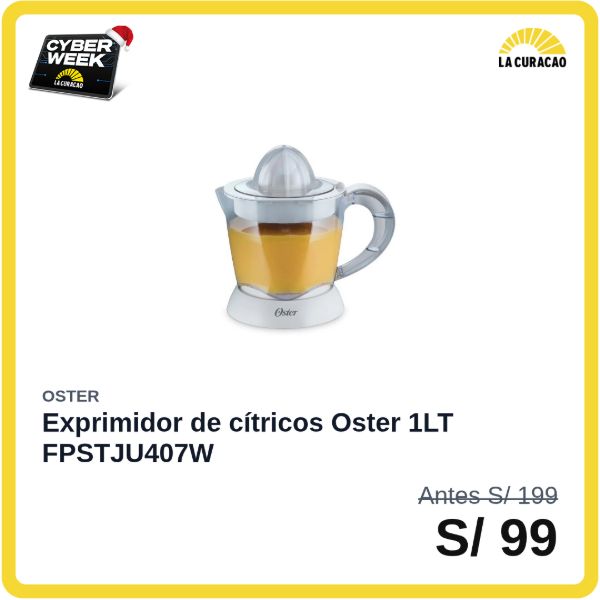 CYBER
WEEK
LA CURACAO
LA CURACAO
Oster
OSTER
Exprimidor de cítricos Oster 1LT
FPSTJU407W
Antes S/ 199
S/ 99